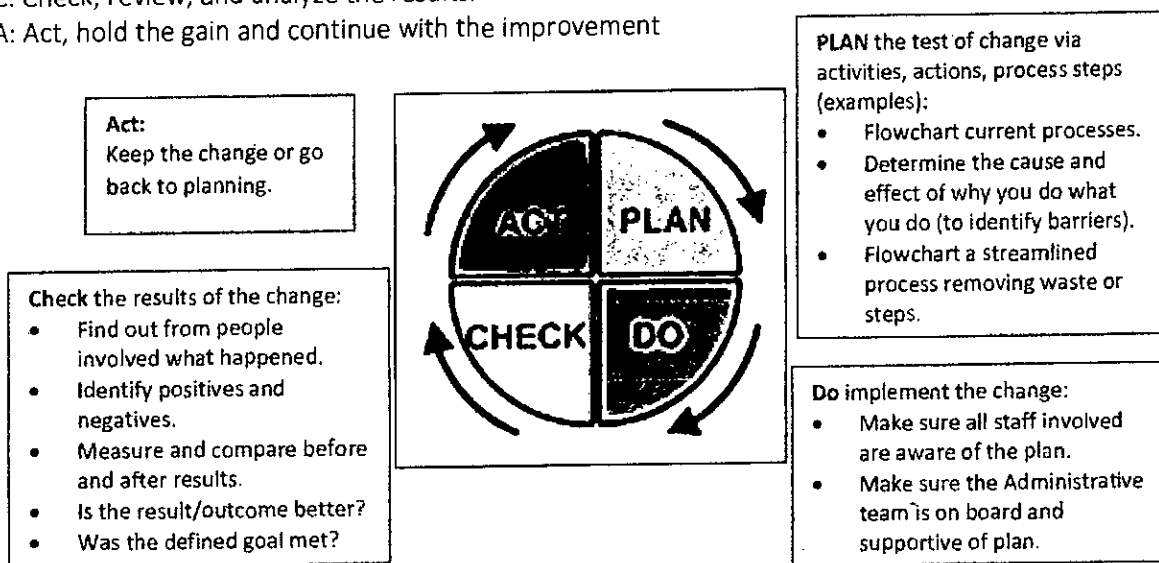 C: Check, review, and analyze the results.
A: Act, hold the gain and continue with the improvement
Act:
Keep the change or go
back to planning.
ACT
PLAN
CHECK
DO
PLAN the test of change via
activities, actions, process steps
(examples):
• Flowchart current processes.
• Determine the cause and
effect of why you do what
you do (to identify barriers).
• Flowchart a streamlined
process removing waste or
steps.
Check the results of the change:
• Find out from people
involved what happened.
• Identify positives and
negatives.
• Measure and compare before
and after results.
• Is the result/outcome better?
• Was the defined goal met?
Do implement the change:
• Make sure all staff involved
are aware of the plan.
• Make sure the Administrative
team is on board and
supportive of plan.